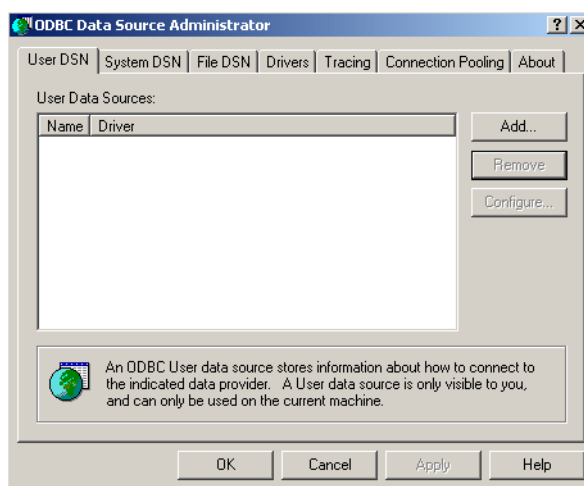 ODBC Data Source Administrator
User DSN System DSN File DSN Drivers Tracing Connection Pooling About
User Data Sources:
Name Driver
Add...
Remove
Configure...
An ODBC User data source stores information about how to connect to
the indicated data provider. A User data source is only visible to you,
and can only be used on the current machine.
OK Cancel Apply Help